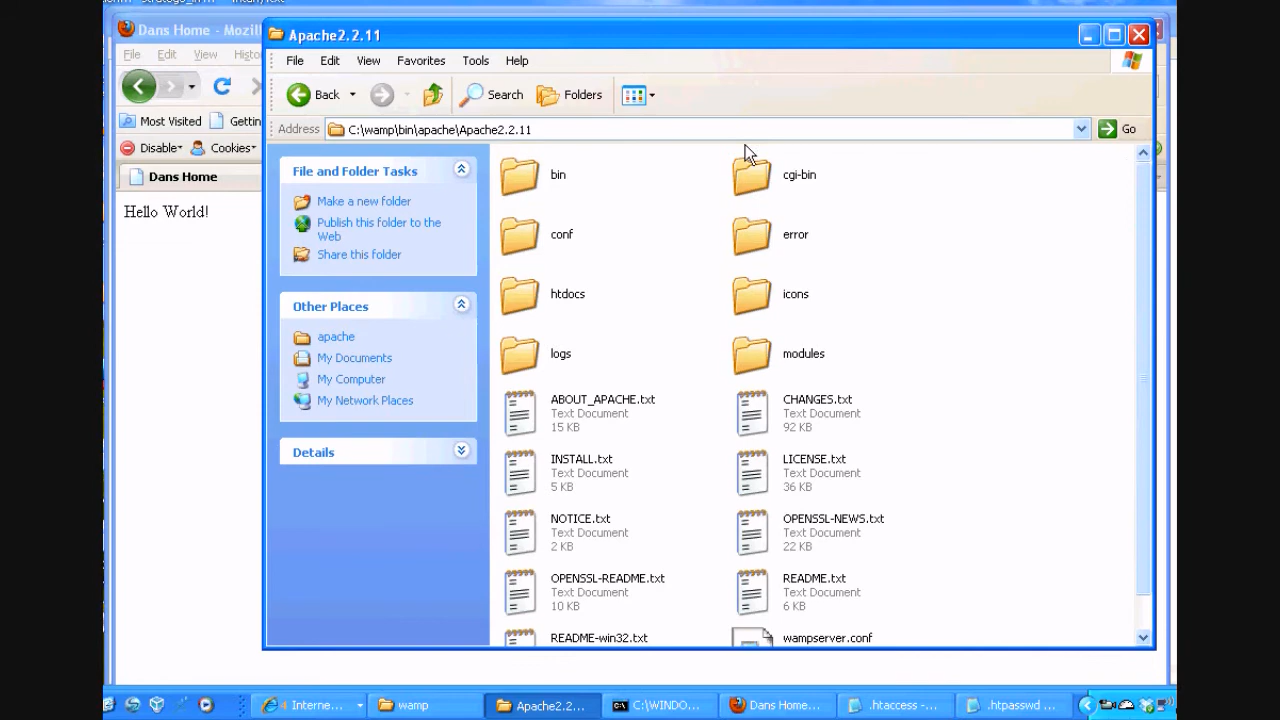 Dans Home - Mozil
Apache2.2.11
File Edit View Histo
File Edit View Favorites Tools Help
Back Search Folders
Most Visited Gettin
Address C:\wamp\bin\apache\Apache2.2.11 Go
Disable Cookies
Dans Home
Hello World!
File and Folder Tasks
Make a new folder
Publish this folder to the
Web
Share this folder
Other Places
apache
My Documents
My Computer
My Network Places
Details
bin
cgi-bin
conf
error
htdocs
icons
logs
modules
ABOUT_APACHE.txt
Text Document
15 KB
CHANGES.txt
Text Document
92 KB
INSTALL.txt
Text Document
5 KB
LICENSE.txt
Text Document
36 KB
NOTICE.txt
Text Document
2 KB
OPENSSL-NEWS.txt
Text Document
22 KB
OPENSSL-README.txt
Text Document
10 KB
README.txt
Text Document
6 KB
README-win32.txt
wampserver.conf
4 Interne... wamp Apache2.2... C:\WINDO... Dans Home... .htaccess -... .htpasswd ...